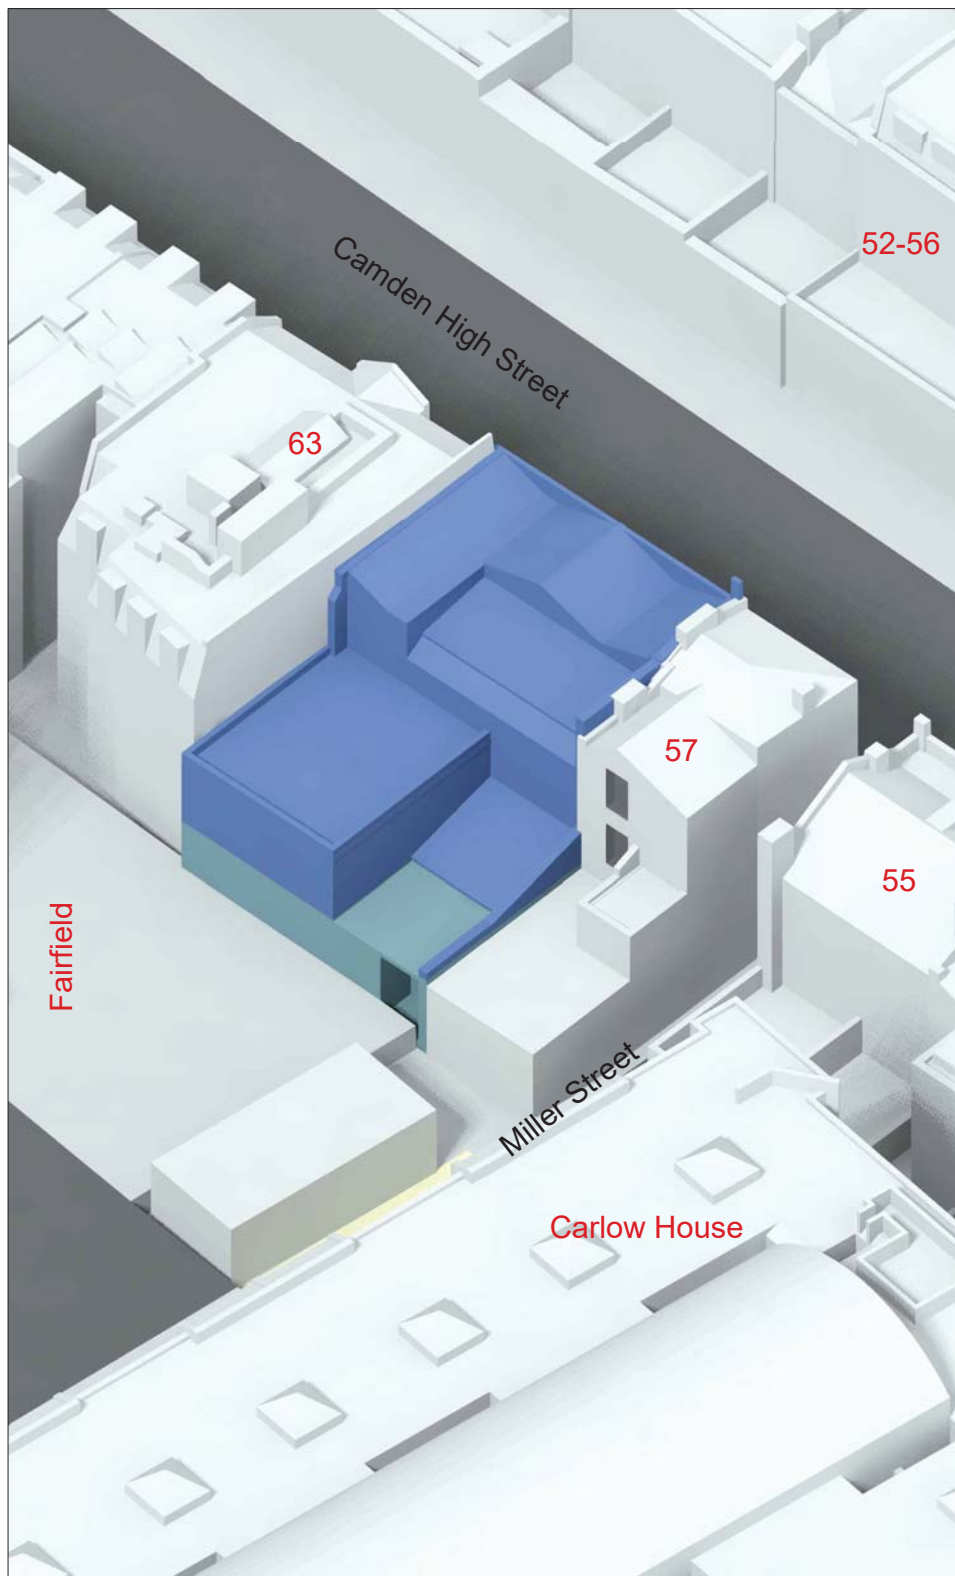 52-56
Camden High Street
63
57
55
Fairfield
Miller Street
Carlow House